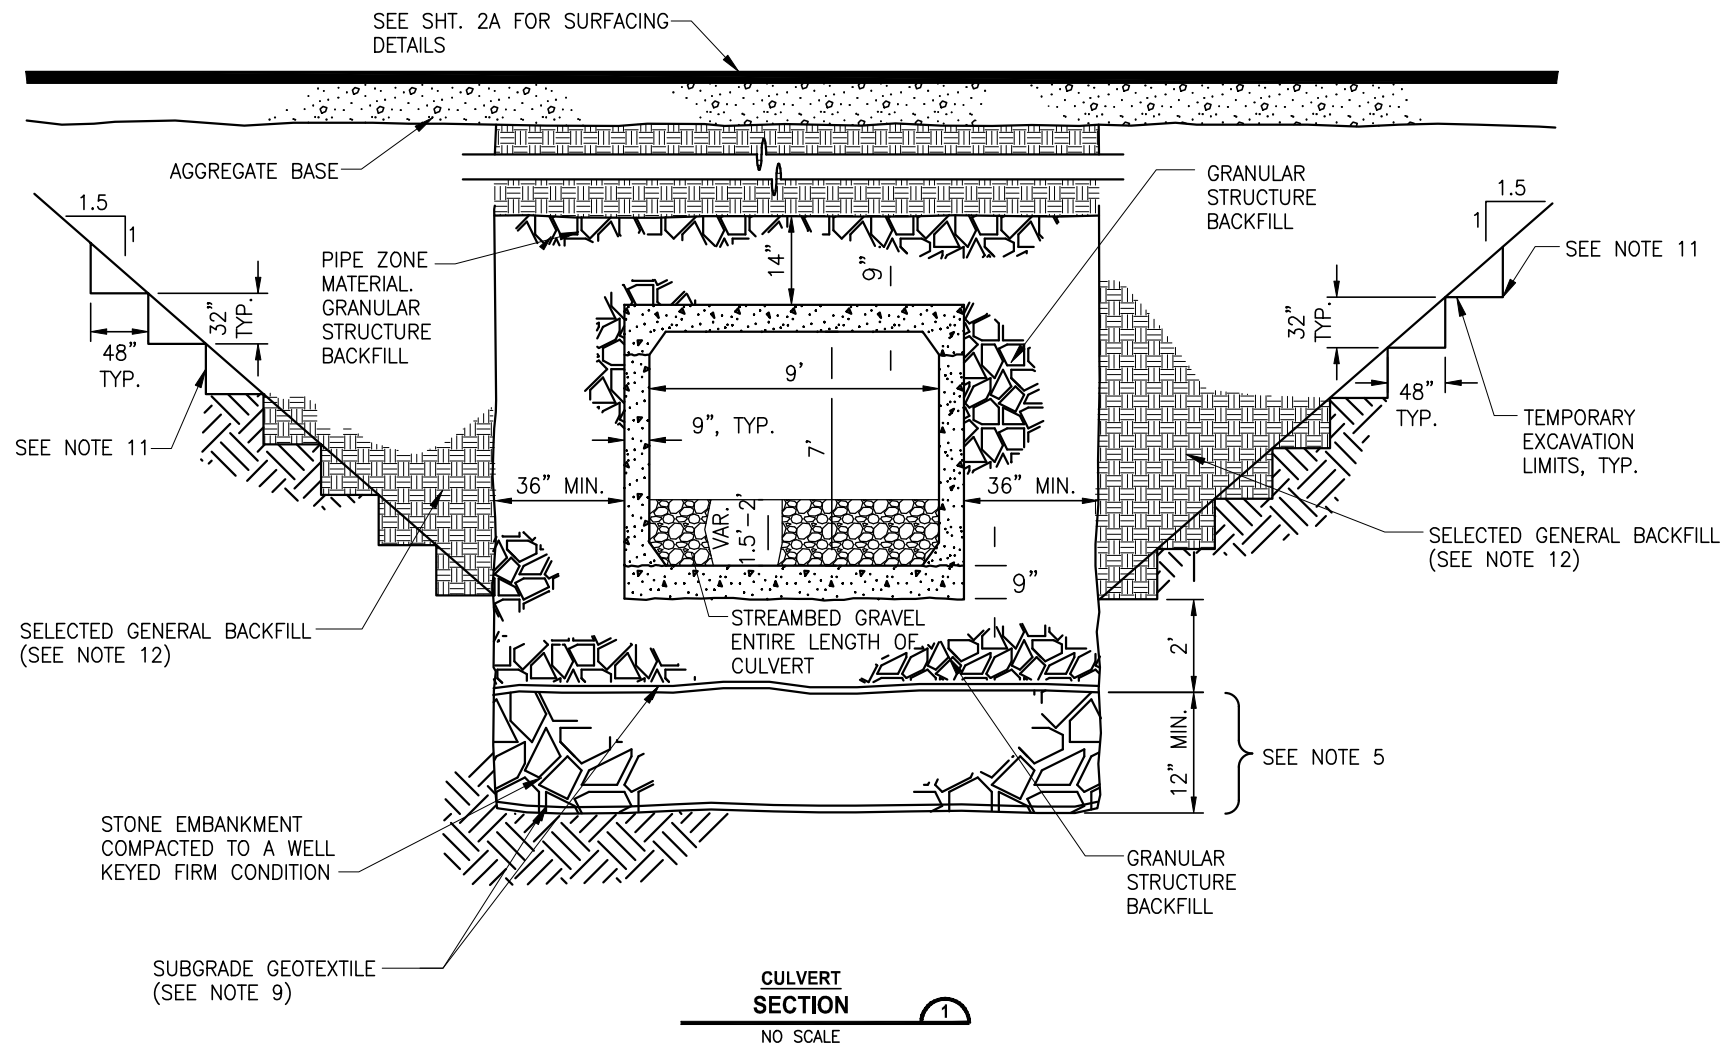 SEE SHT. 2A FOR SURFACING
DETAILS
AGGREGATE BASE
GRANULAR
STRUCTURE
BACKFILL
1.5
1
1.5
1
SEE NOTE 11
PIPE ZONE
MATERIAL.
GRANULAR
STRUCTURE
BACKFILL
14"
9"
32"
TYP.
48"
TYP.
32"
TYP.
48"
TYP.
9'
9", TYP.
7'
SEE NOTE 11
TEMPORARY
EXCAVATION
LIMITS, TYP.
36" MIN.
36" MIN.
VAR.
1.5'-2'
SELECTED GENERAL BACKFILL
(SEE NOTE 12)
9"
STREAMBED GRAVEL
ENTIRE LENGTH OF
CULVERT
SELECTED GENERAL BACKFILL
(SEE NOTE 12)
2'
12" MIN.
SEE NOTE 5
STONE EMBANKMENT
COMPACTED TO A WELL
KEYED FIRM CONDITION
GRANULAR
STRUCTURE
BACKFILL
SUBGRADE GEOTEXTILE
(SEE NOTE 9)
CULVERT
SECTION
1
NO SCALE